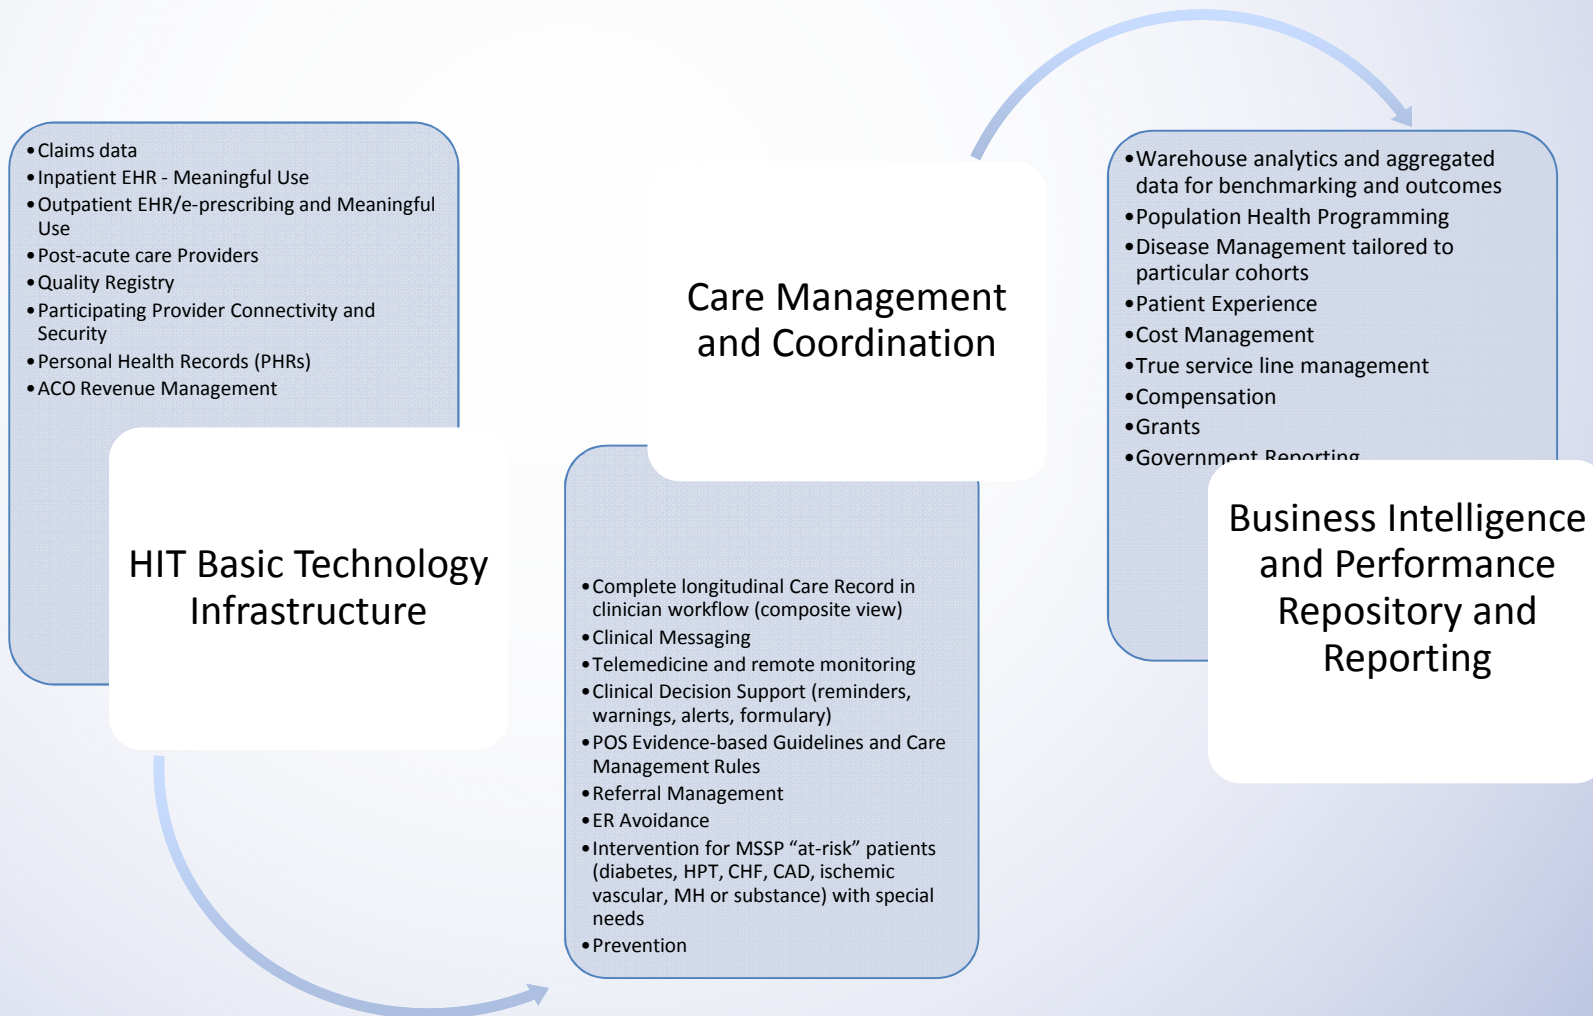 •Claims data
•Inpatient EHR - Meaningful Use
•Outpatient EHR/e-prescribing and Meaningful
Use
•Post-acute care Providers
•Quality Registry
•Participating Provider Connectivity and
Security
•Personal Health Records (PHRs)
•ACO Revenue Management
HIT Basic Technology
Infrastructure
Care Management
and Coordination
•Complete longitudinal Care Record in
clinician workflow (composite view)
•Clinical Messaging
•Telemedicine and remote monitoring
•Clinical Decision Support (reminders,
warnings, alerts, formulary)
•POS Evidence-based Guidelines and Care
Management Rules
•Referral Management
•ER Avoidance
•Intervention for MSSP “at-risk” patients
(diabetes, HPT, CHF, CAD, ischemic
vascular, MH or substance) with special
needs
•Prevention
•Warehouse analytics and aggregated
data for benchmarking and outcomes
•Population Health Programming
•Disease Management tailored to
particular cohorts
•Patient Experience
•Cost Management
•True service line management
•Compensation
•Grants
•Government Reporting
Business Intelligence
and Performance
Repository and
Reporting